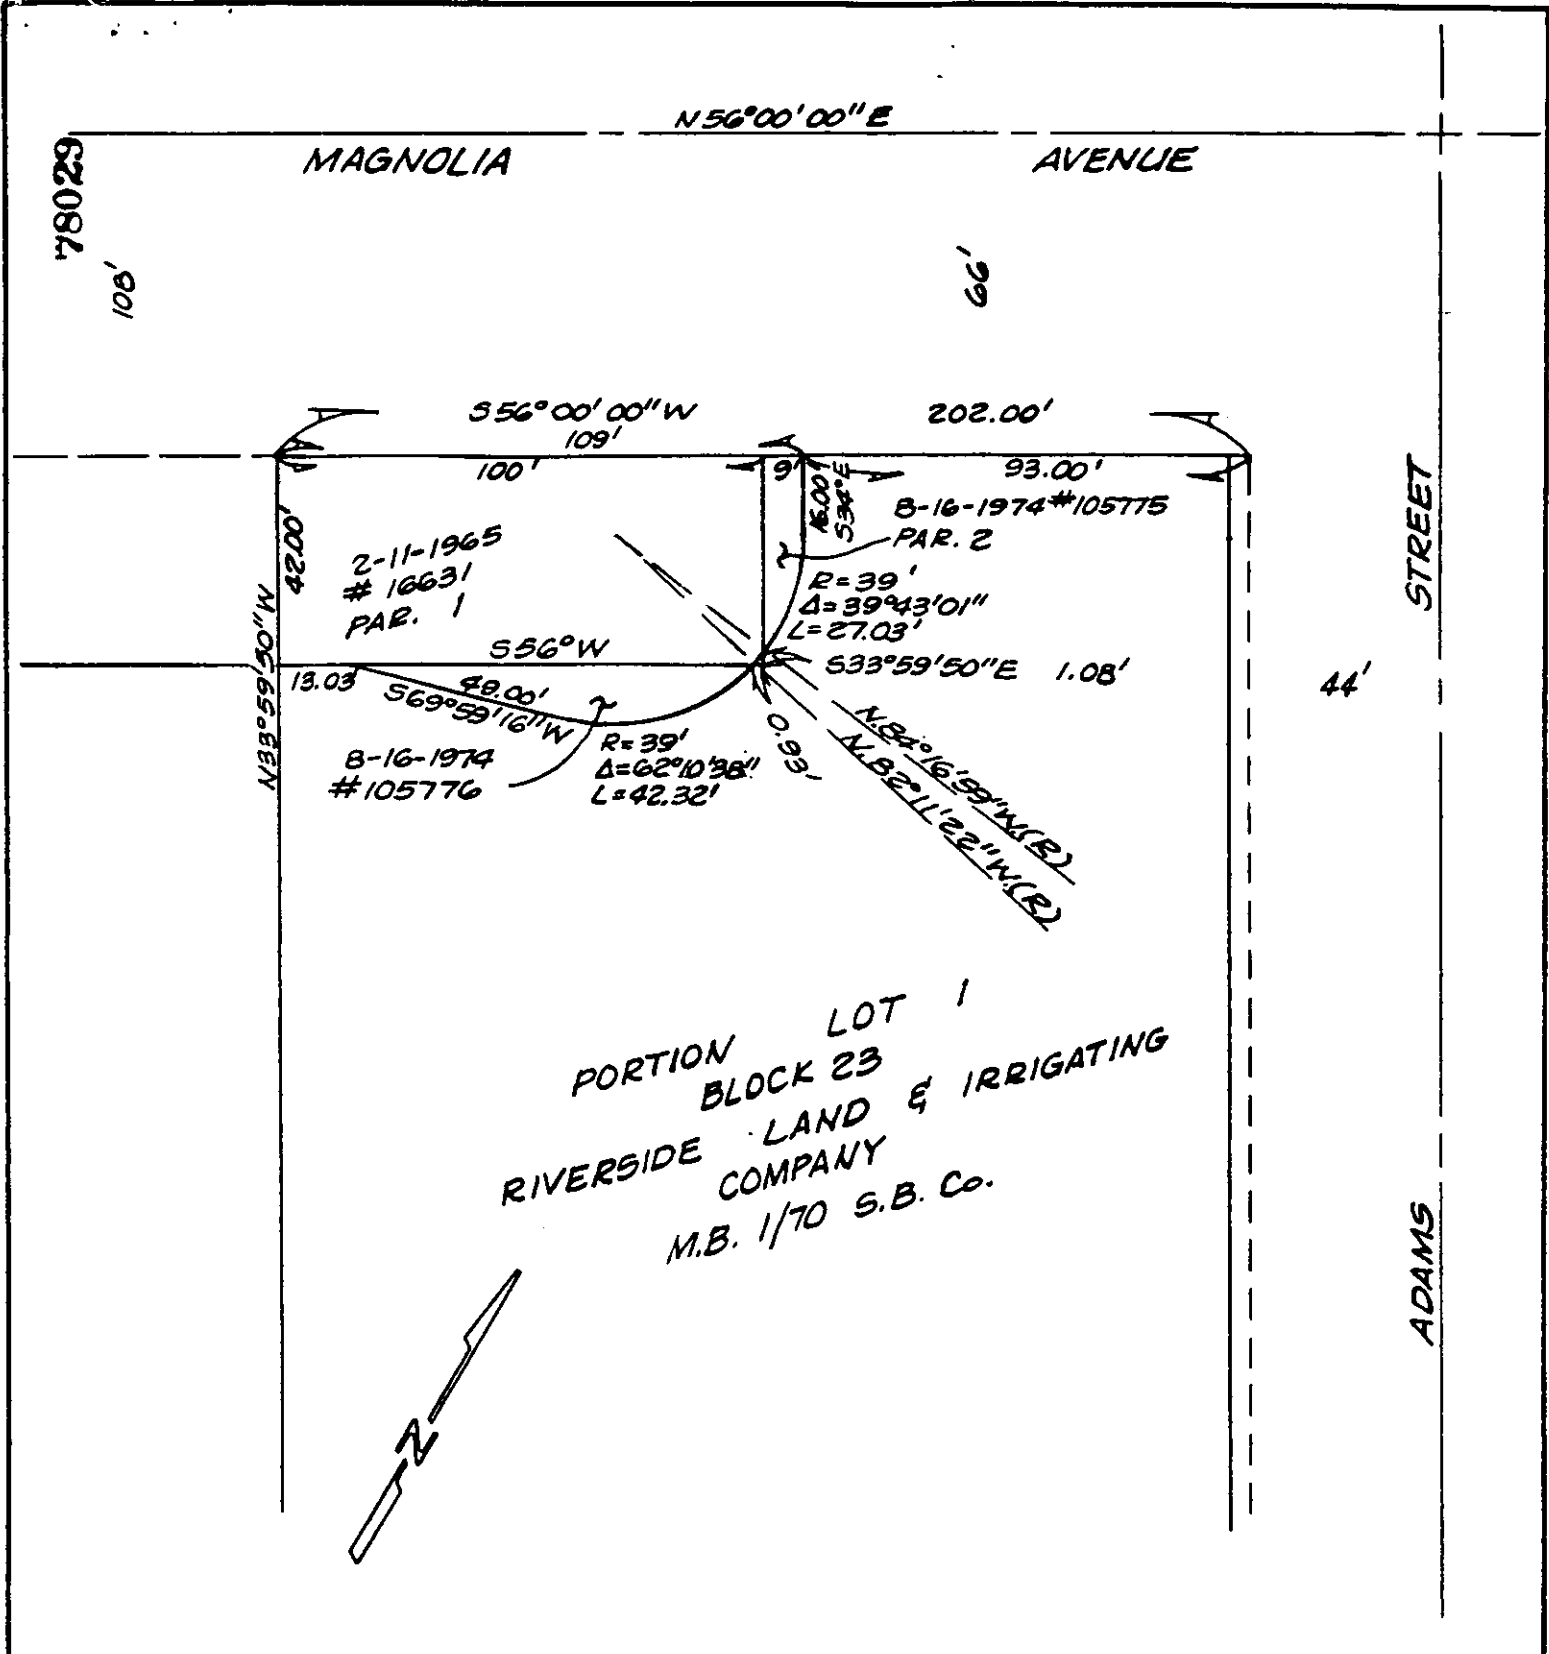 N56°00'00"E
MAGNOLIA AVENUE
78029
108'
66'
S56°00'00"W 202.00'
109'
100' 9' 93.00'
42.00'
16.00'
S34°E
8-16-1974 #105775
PAR. 2
2-11-1965
# 16631
PAR. 1
R=39'
Δ=39°43'01"
L=27.03'
N33°59'50"W
S56°W
S33°59'50"E 1.08'
13.03
49.00'
S69°59'16"W
0.93'
44'
8-16-1974
#105776
R=39'
Δ=62°10'38"
L=42.32'
N.84°16'59"W.(R)
N.82°11'22"W.(R)
STREET
ADAMS
PORTION LOT 1
BLOCK 23
RIVERSIDE LAND & IRRIGATING
COMPANY
M.B. 1/70 S.B. Co.
N